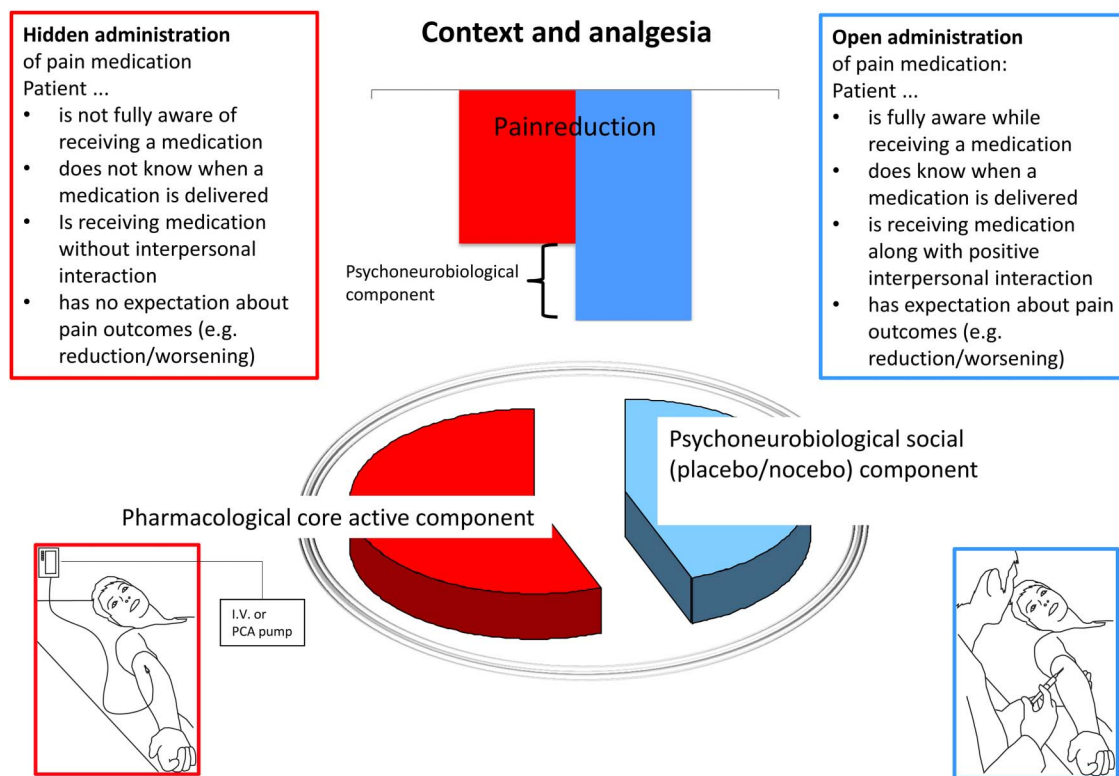 Context and analgesia
Hidden administration
of pain medication
Patient ...
• is not fully aware of
receiving a medication
• does not know when a
medication is delivered
• Is receiving medication
without interpersonal
interaction
• has no expectation about
pain outcomes (e.g.
reduction/worsening)
Painreduction
Psychoneurobiological
component
Open administration
of pain medication:
Patient ...
• is fully aware while
receiving a medication
• does know when a
medication is delivered
• is receiving medication
along with positive
interpersonal interaction
• has expectation about pain
outcomes (e.g.
reduction/worsening)
Psychoneurobiological social
(placebo/nocebo) component
Pharmacological core active component
I.V. or
PCA pump